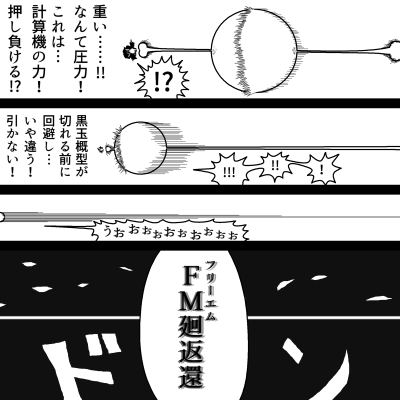 重い……!!
なんて圧力！
これは…
計算機の力！
押し負ける!?
!?
黒玉概型が
切れる前に
回避し…
いや違う！
引かない！
!
!!
!!!
うぉぉぉぉぉぉぉぉぉ
フリーエム
FM廻返還
ドン